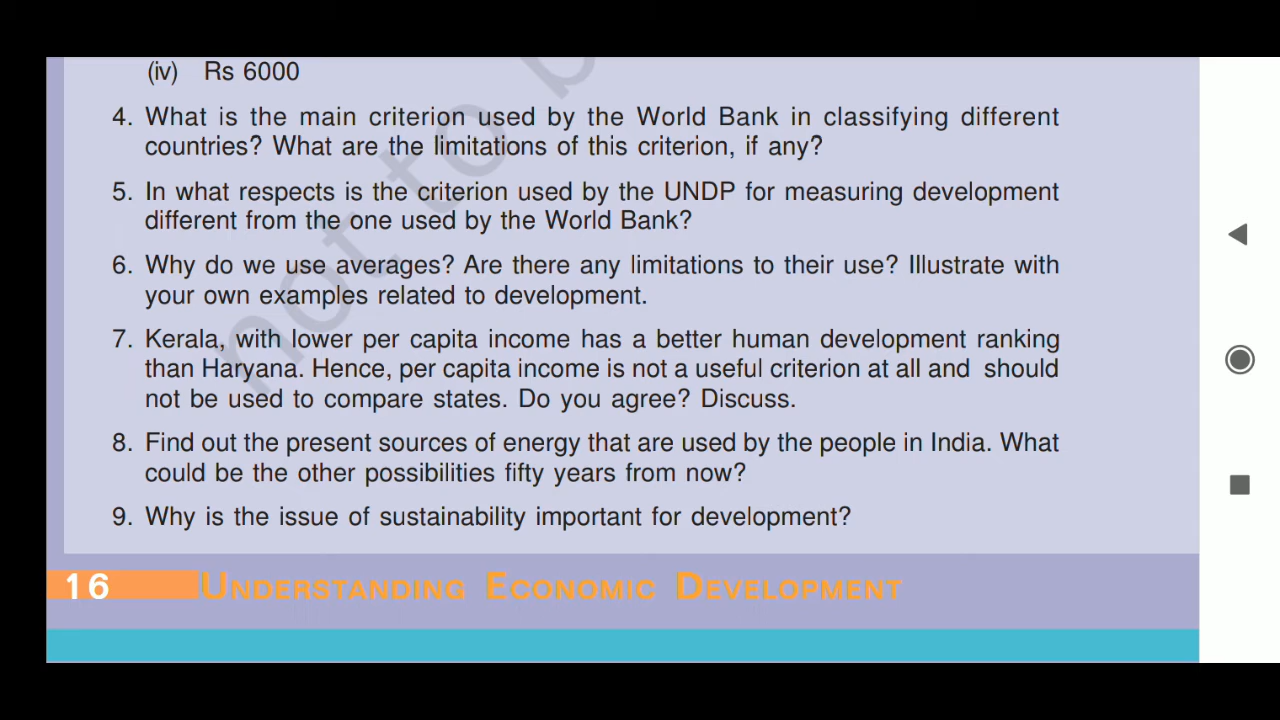 (iv) Rs 6000
4. What is the main criterion used by the World Bank in classifying different
countries? What are the limitations of this criterion, if any?
5. In what respects is the criterion used by the UNDP for measuring development
different from the one used by the World Bank?
6. Why do we use averages? Are there any limitations to their use? Illustrate with
your own examples related to development.
7. Kerala, with lower per capita income has a better human development ranking
than Haryana. Hence, per capita income is not a useful criterion at all and should
not be used to compare states. Do you agree? Discuss.
8. Find out the present sources of energy that are used by the people in India. What
could be the other possibilities fifty years from now?
9. Why is the issue of sustainability important for development?
16 UNDERSTANDING ECONOMIC DEVELOPMENT
not to b